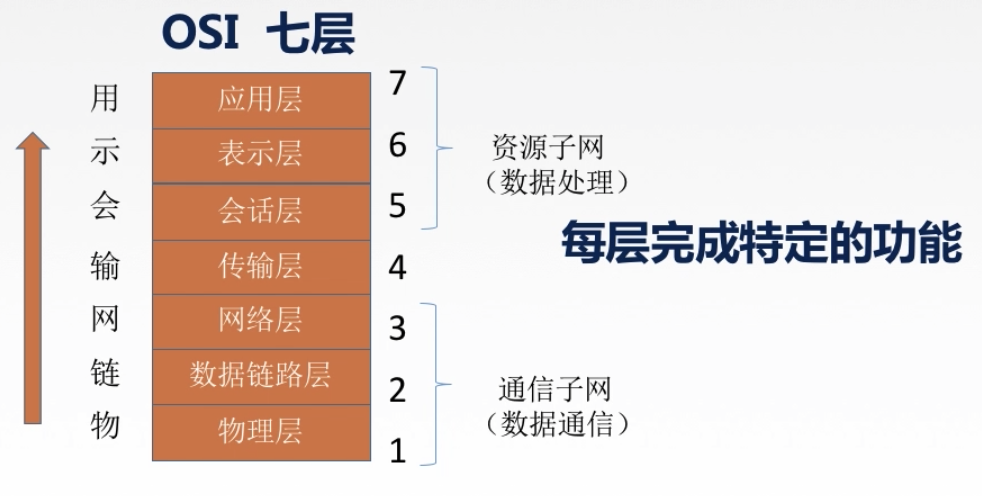 OSI 七层
用 应用层 7
示 表示层 6
会 会话层 5
输 传输层 4
网 网络层 3
链 数据链路层 2
物 物理层 1
资源子网
（数据处理）
每层完成特定的功能
通信子网
（数据通信）